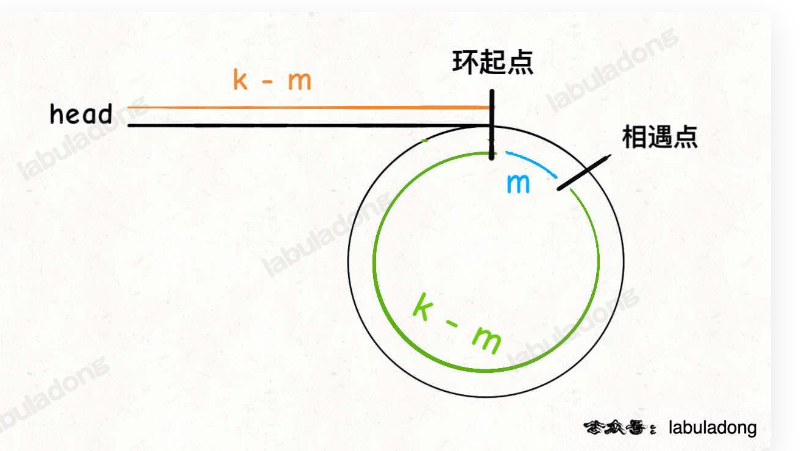 环起点
k - m
head
相遇点
m
k - m
公众号：labuladong
labuladong
labuladong
labuladong
labuladong
labuladong